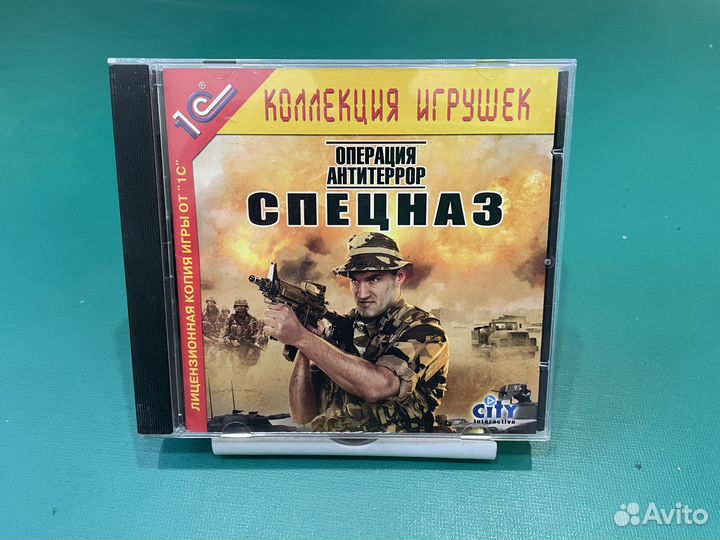 1С
КОЛЛЕКЦИЯ ИГРУШЕК
ОПЕРАЦИЯ
АНТИТЕРРОР
СПЕЦНАЗ
ЛИЦЕНЗИОННАЯ КОПИЯ ИГРЫ ОТ "1С"
city
interactive
Avito